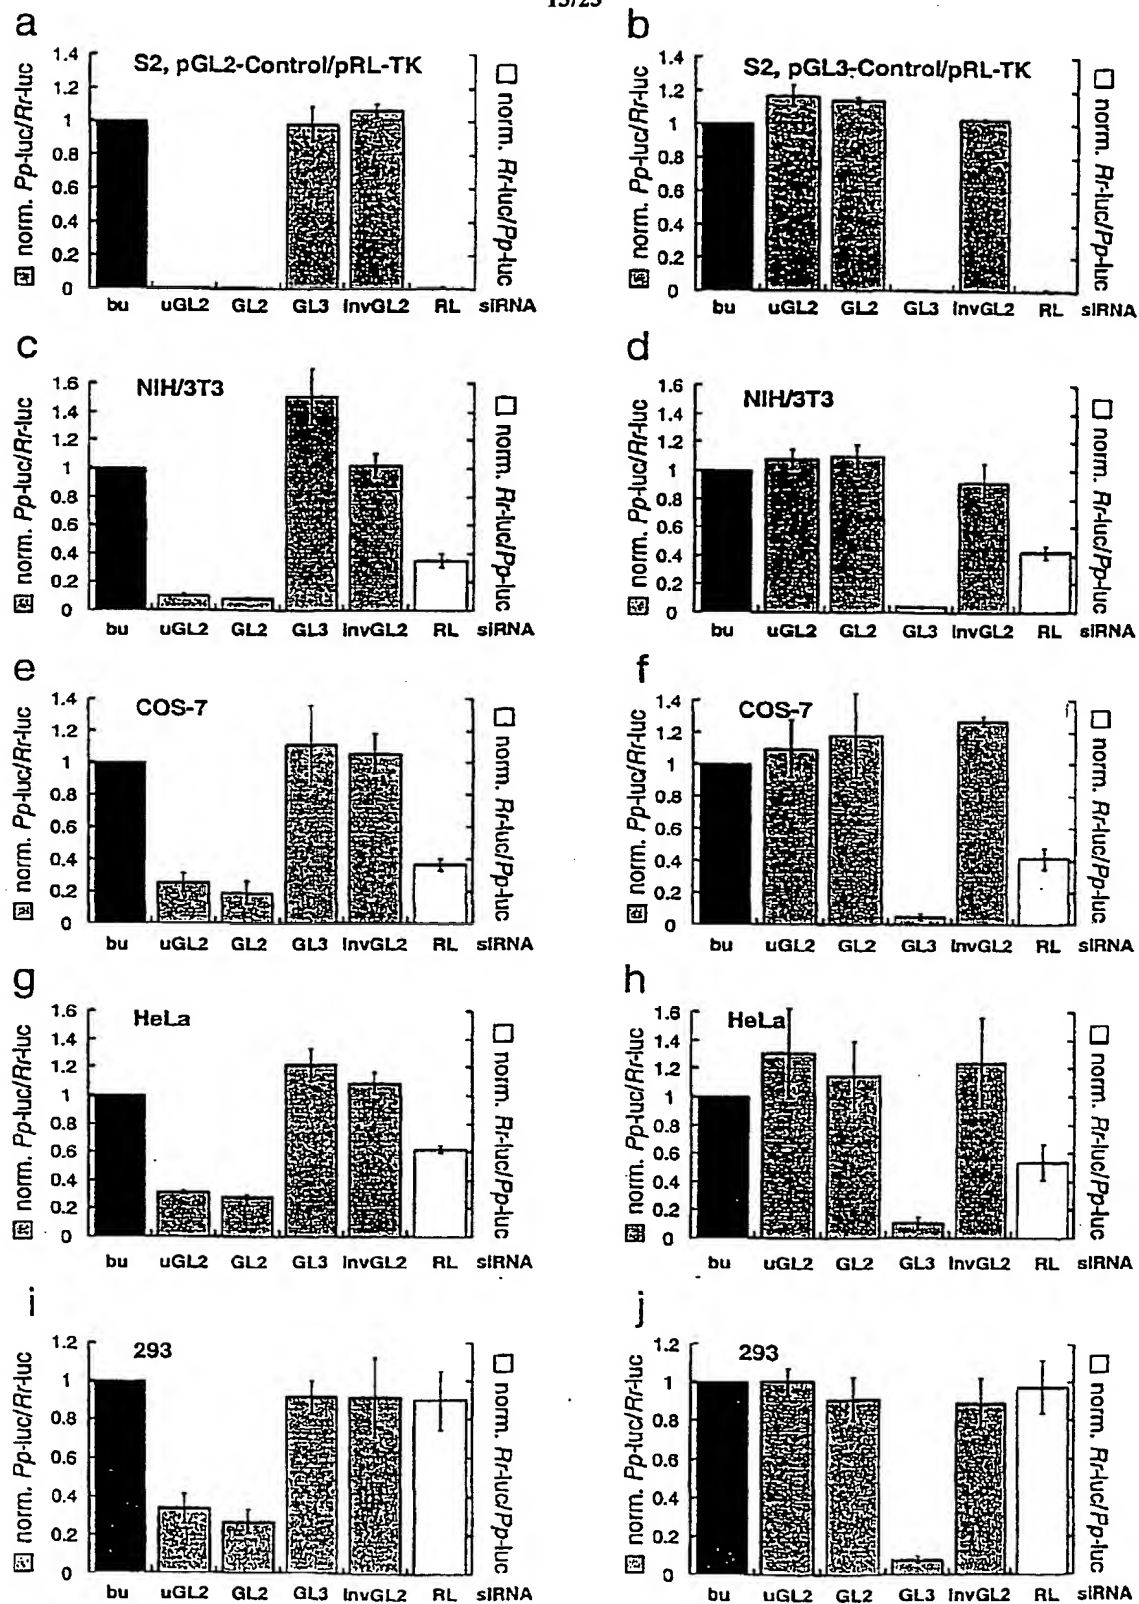 13/23
a
S2, pGL2-Control/pRL-TK
norm. Pp-luc/Rr-luc
1.4
1.2
1
0.8
0.6
0.4
0.2
0
norm. Rr-luc/Pp-luc
bu uGL2 GL2 GL3 invGL2 RL siRNA
b
S2, pGL3-Control/pRL-TK
norm. Pp-luc/Rr-luc
1.4
1.2
1
0.8
0.6
0.4
0.2
0
norm. Rr-luc/Pp-luc
bu uGL2 GL2 GL3 invGL2 RL siRNA
c
NIH/3T3
norm. Pp-luc/Rr-luc
1.6
1.4
1.2
1
0.8
0.6
0.4
0.2
0
norm. Rr-luc/Pp-luc
bu uGL2 GL2 GL3 invGL2 RL siRNA
d
NIH/3T3
norm. Pp-luc/Rr-luc
1.6
1.4
1.2
1
0.8
0.6
0.4
0.2
0
norm. Rr-luc/Pp-luc
bu uGL2 GL2 GL3 invGL2 RL siRNA
e
COS-7
norm. Pp-luc/Rr-luc
1.4
1.2
1
0.8
0.6
0.4
0.2
0
norm. Rr-luc/Pp-luc
bu uGL2 GL2 GL3 invGL2 RL siRNA
f
COS-7
norm. Pp-luc/Rr-luc
1.4
1.2
1
0.8
0.6
0.4
0.2
0
norm. Rr-luc/Pp-luc
bu uGL2 GL2 GL3 invGL2 RL siRNA
g
HeLa
norm. Pp-luc/Rr-luc
1.6
1.4
1.2
1
0.8
0.6
0.4
0.2
0
norm. Rr-luc/Pp-luc
bu uGL2 GL2 GL3 invGL2 RL siRNA
h
HeLa
norm. Pp-luc/Rr-luc
1.6
1.4
1.2
1
0.8
0.6
0.4
0.2
0
norm. Rr-luc/Pp-luc
bu uGL2 GL2 GL3 invGL2 RL siRNA
i
293
norm. Pp-luc/Rr-luc
1.2
1
0.8
0.6
0.4
0.2
0
norm. Rr-luc/Pp-luc
bu uGL2 GL2 GL3 invGL2 RL siRNA
j
293
norm. Pp-luc/Rr-luc
1.2
1
0.8
0.6
0.4
0.2
0
norm. Rr-luc/Pp-luc
bu uGL2 GL2 GL3 invGL2 RL siRNA